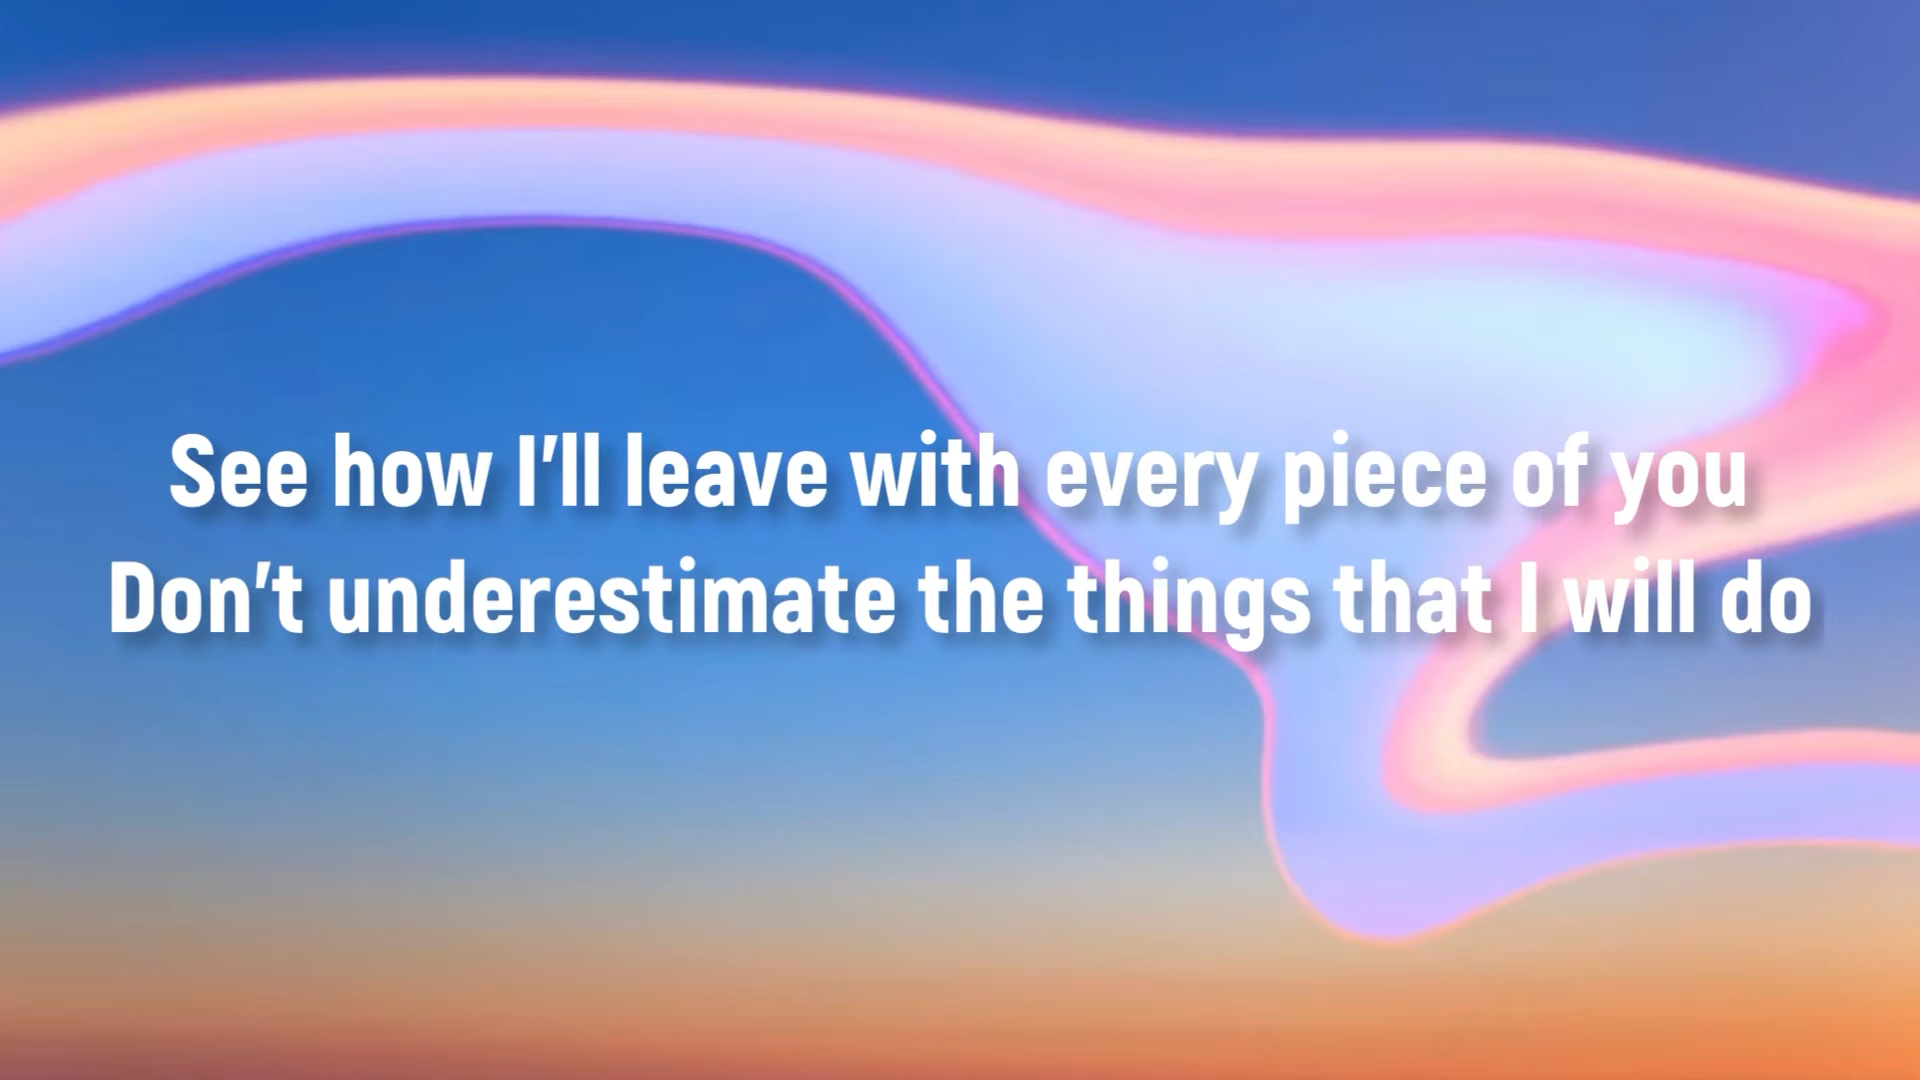 See how I'll leave with every piece of you
Don't underestimate the things that I will do